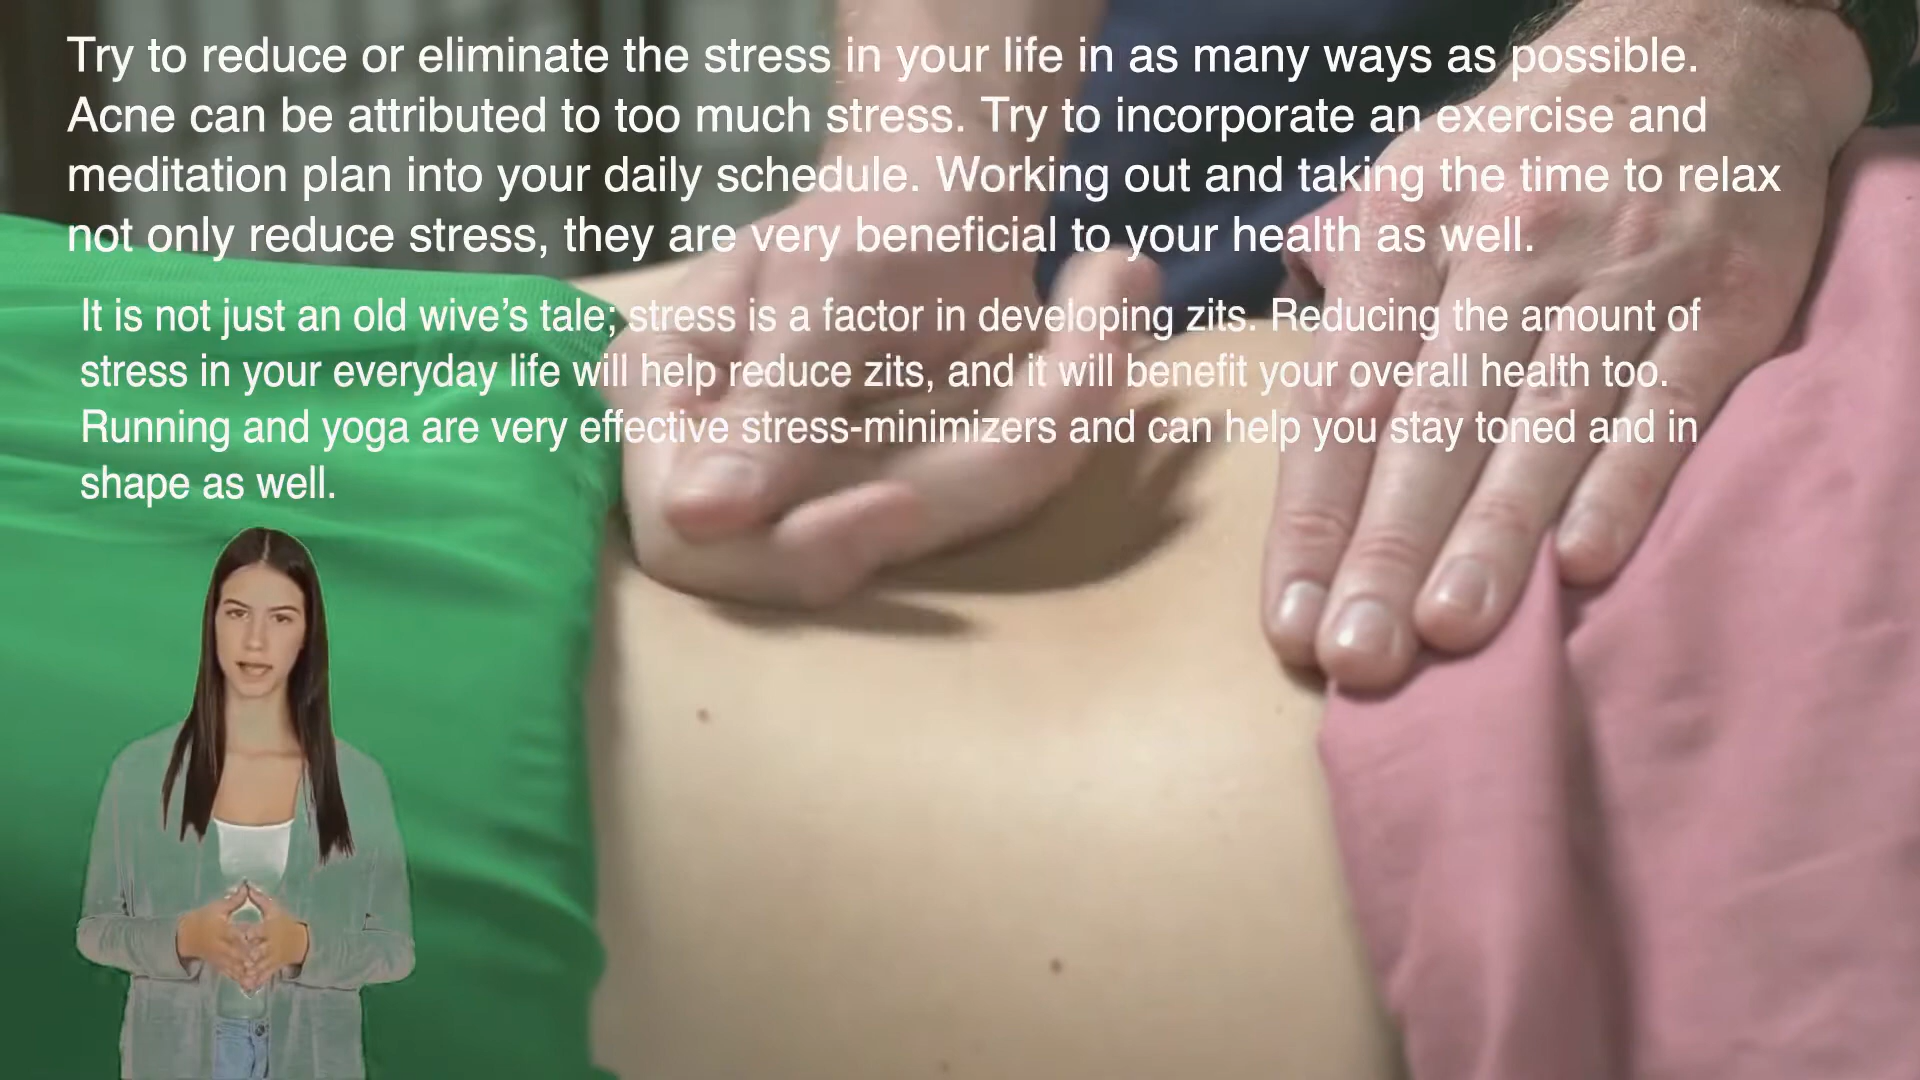 Try to reduce or eliminate the stress in your life in as many ways as possible.
Acne can be attributed to too much stress. Try to incorporate an exercise and
meditation plan into your daily schedule. Working out and taking the time to relax
not only reduce stress, they are very beneficial to your health as well.
It is not just an old wive’s tale; stress is a factor in developing zits. Reducing the amount of
stress in your everyday life will help reduce zits, and it will benefit your overall health too.
Running and yoga are very effective stress-minimizers and can help you stay toned and in
shape as well.